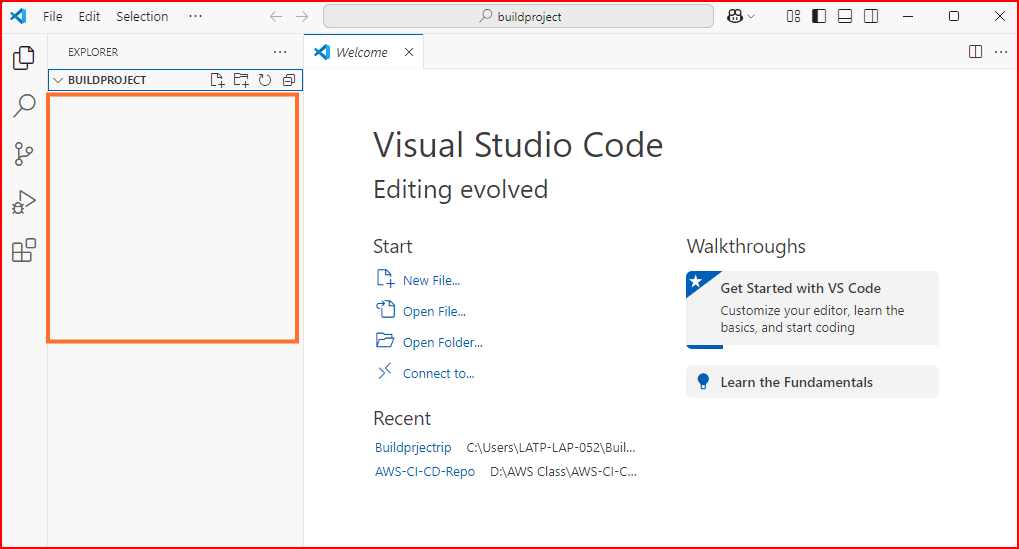 File Edit Selection ··· buildproject
EXPLORER ···
Welcome
BUILDPROJECT
Visual Studio Code
Editing evolved
Start
New File...
Open File...
Open Folder...
Connect to...
Recent
Buildprjectrip C:\Users\LATP-LAP-052\Buil...
AWS-CI-CD-Repo D:\AWS Class\AWS-CI-C...
Walkthroughs
Get Started with VS Code
Customize your editor, learn the
basics, and start coding
Learn the Fundamentals